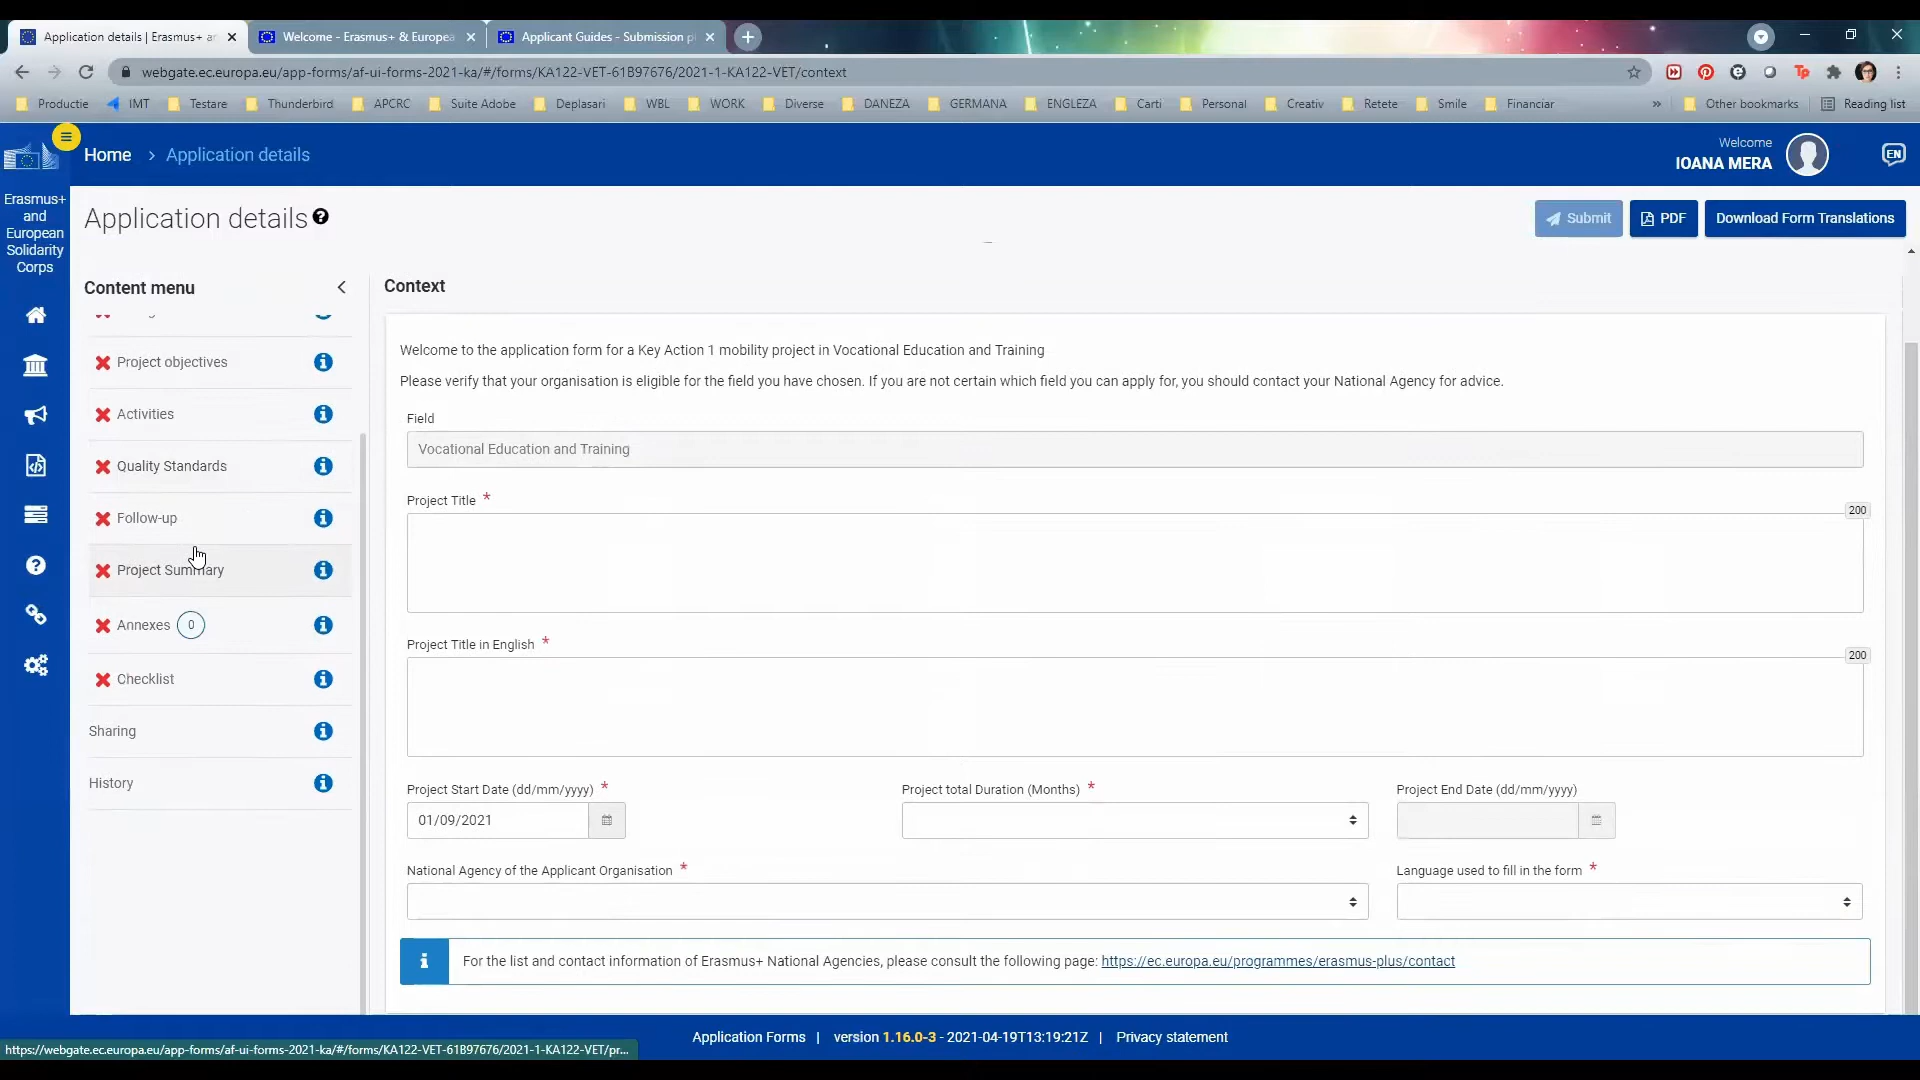 Application details | Erasmus+ a
Welcome - Erasmus+ & Europea
Applicant Guides - Submission p
webgate.ec.europa.eu/app-forms/af-ui-forms-2021-ka/#/forms/KA122-VET-61B97676/2021-1-KA122-VET/context
Productie IMT Testare Thunderbird APCRC Suite Adobe Deplasari WBL WORK Diverse DANEZA GERMANA ENGLEZA Carti Personal Creativ Retete Smile Financiar » Other bookmarks Reading list
Home > Application details
Welcome
IOANA MERA
EN
Erasmus+
and
European
Solidarity
Corps
Application details
Submit
PDF
Download Form Translations
Content menu
Project objectives
Activities
Quality Standards
Follow-up
Project Summary
Annexes 0
Checklist
Sharing
History
Context
Welcome to the application form for a Key Action 1 mobility project in Vocational Education and Training
Please verify that your organisation is eligible for the field you have chosen. If you are not certain which field you can apply for, you should contact your National Agency for advice.
Field
Vocational Education and Training
Project Title *
200
Project Title in English *
200
Project Start Date (dd/mm/yyyy) *
01/09/2021
Project total Duration (Months) *
Project End Date (dd/mm/yyyy)
National Agency of the Applicant Organisation *
Language used to fill in the form *
For the list and contact information of Erasmus+ National Agencies, please consult the following page: https://ec.europa.eu/programmes/erasmus-plus/contact
Application Forms | version 1.16.0-3 - 2021-04-19T13:19:21Z | Privacy statement
https://webgate.ec.europa.eu/app-forms/af-ui-forms-2021-ka/#/forms/KA122-VET-61B97676/2021-1-KA122-VET/pr...